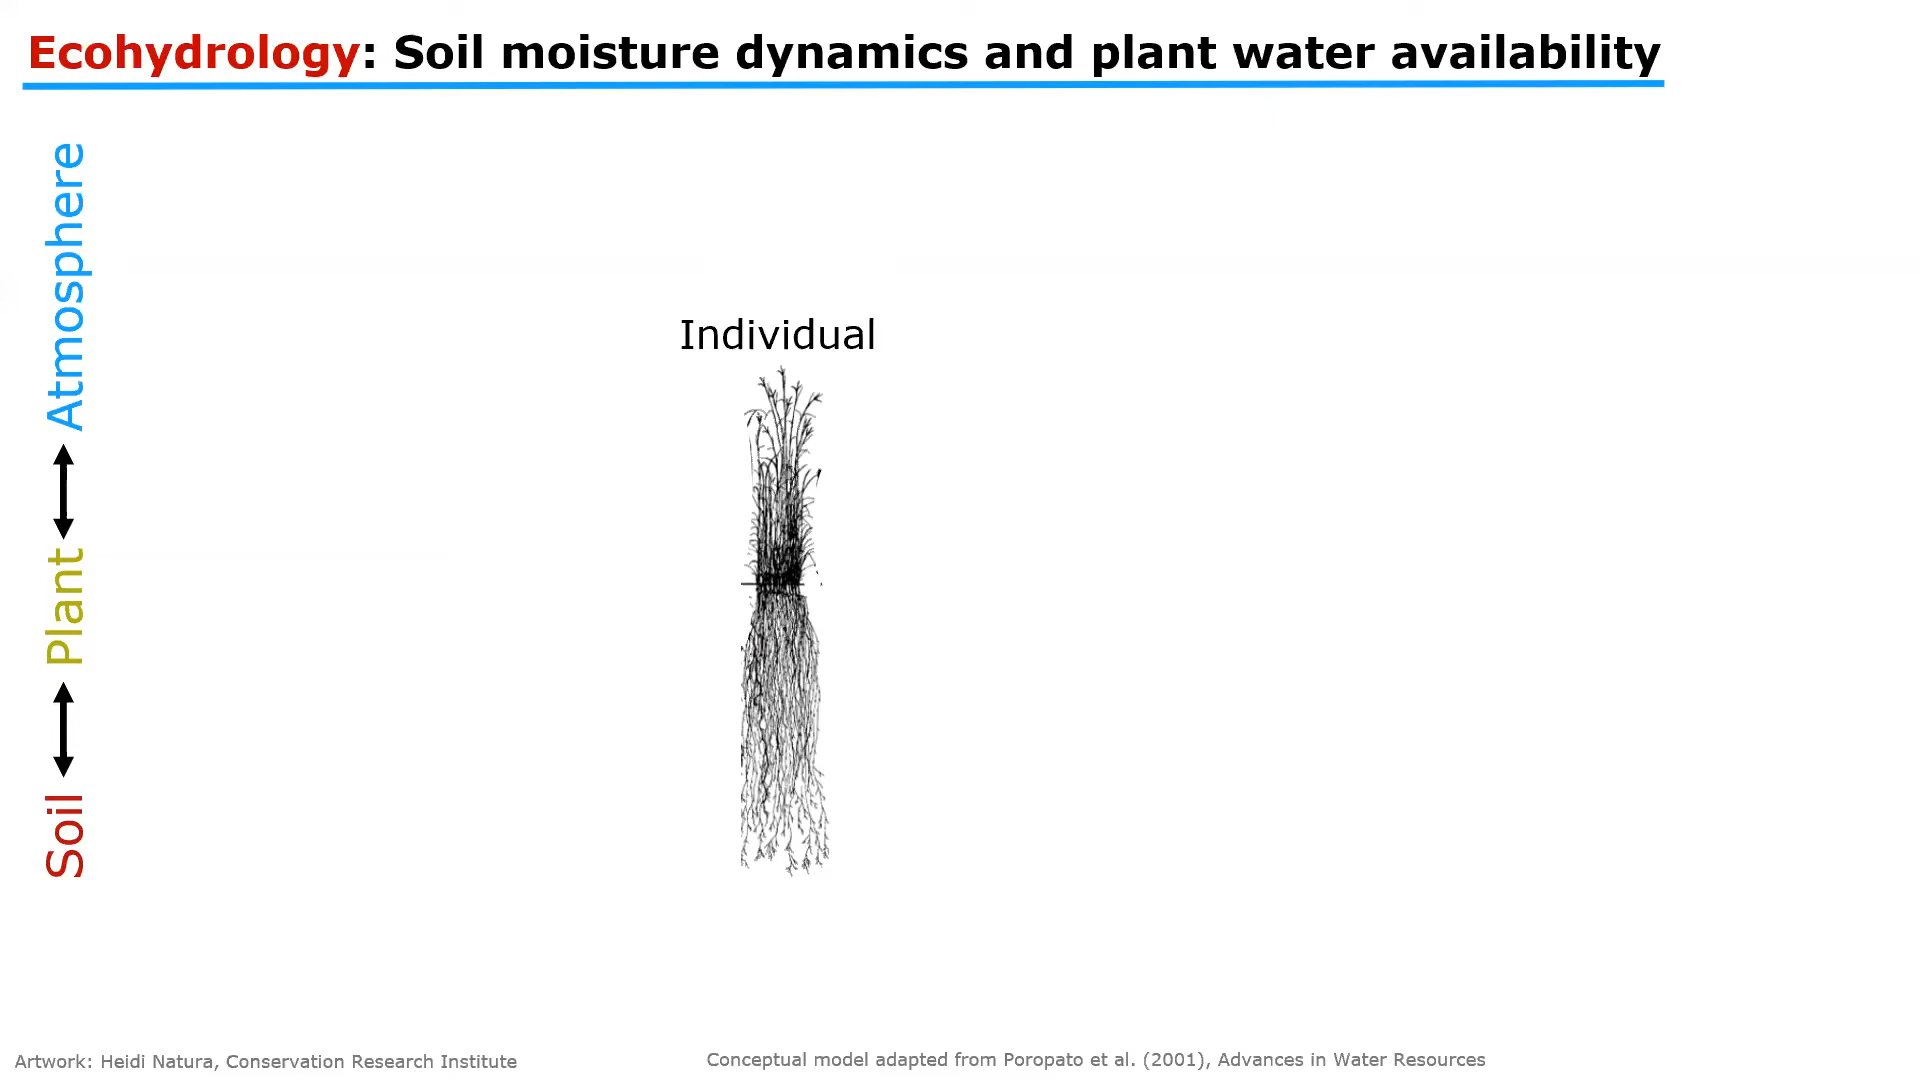 Ecohydrology: Soil moisture dynamics and plant water availability
Atmosphere
Plant
Soil
Individual
Artwork: Heidi Natura, Conservation Research Institute
Conceptual model adapted from Poropato et al. (2001), Advances in Water Resources